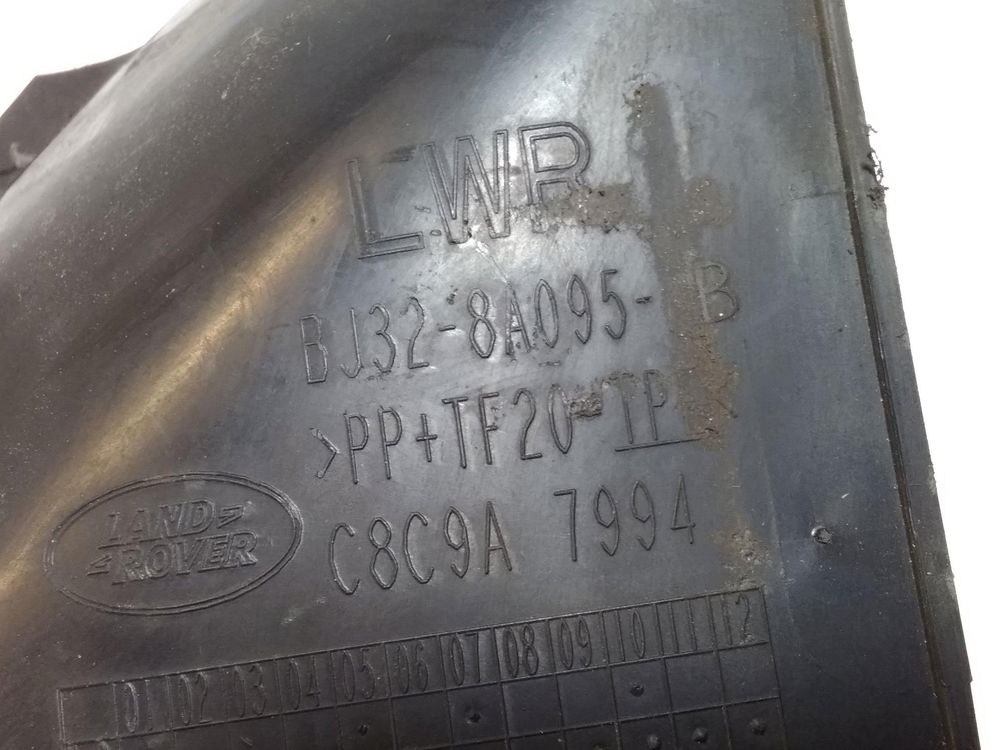 LWR
BJ32-8A095-B
>PP+TF20-TP
LAND
ROVER
C8C9A 7994
01 02 03 04 05 06 07 08 09 10 11 12